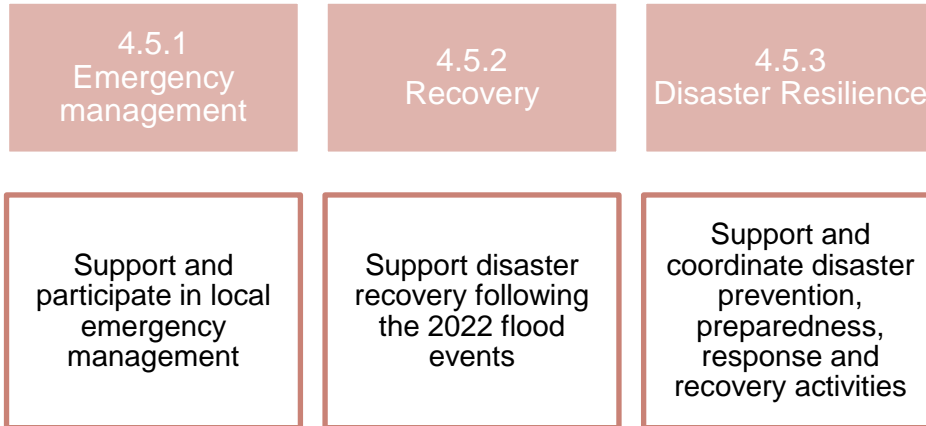 4.5.1
Emergency
management
4.5.2
Recovery
4.5.3
Disaster Resilience
Support and
participate in local
emergency
management
Support disaster
recovery following
the 2022 flood
events
Support and
coordinate disaster
prevention,
preparedness,
response and
recovery activities